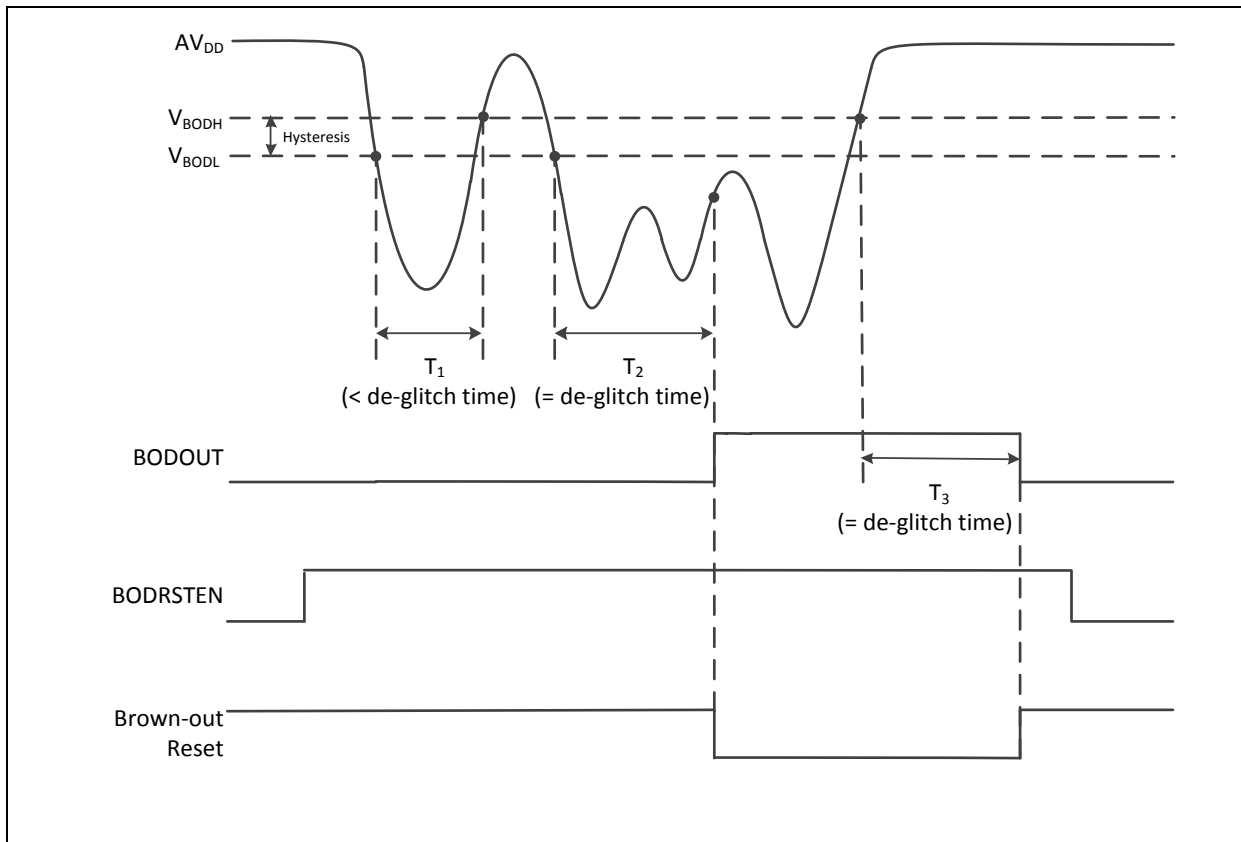 AVDD
VBODH
Hysteresis
VBODL
T1
(< de-glitch time)
T2
(= de-glitch time)
BODOUT
T3
(= de-glitch time)
BODRSTEN
Brown-out
Reset